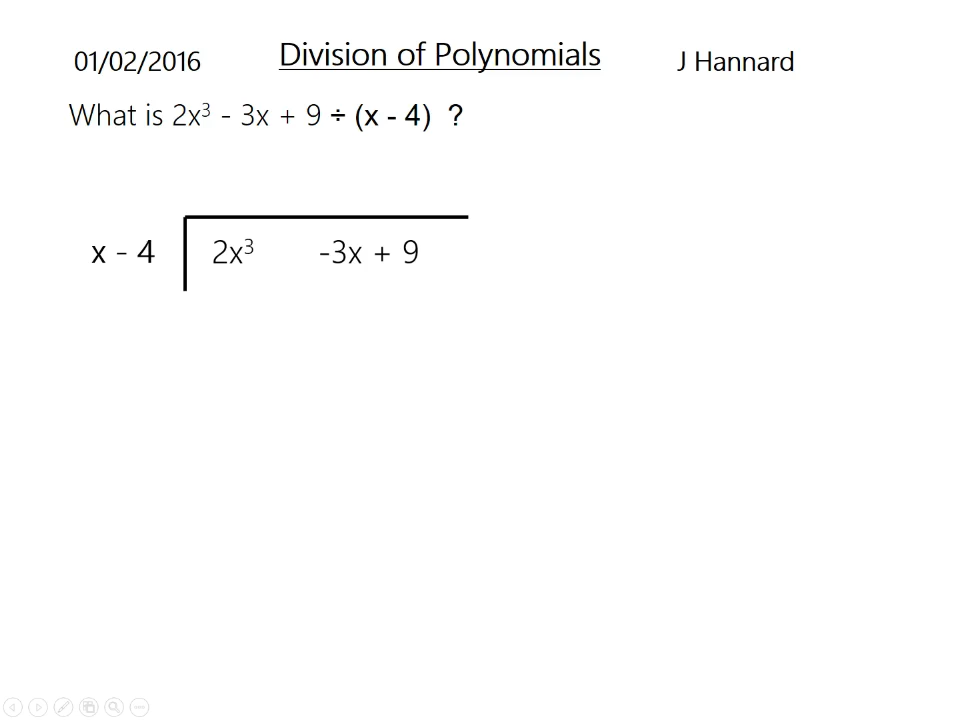 01/02/2016 Division of Polynomials J Hannard
What is 2x³ - 3x + 9 ÷ (x - 4) ?
x - 4 2x³ -3x + 9